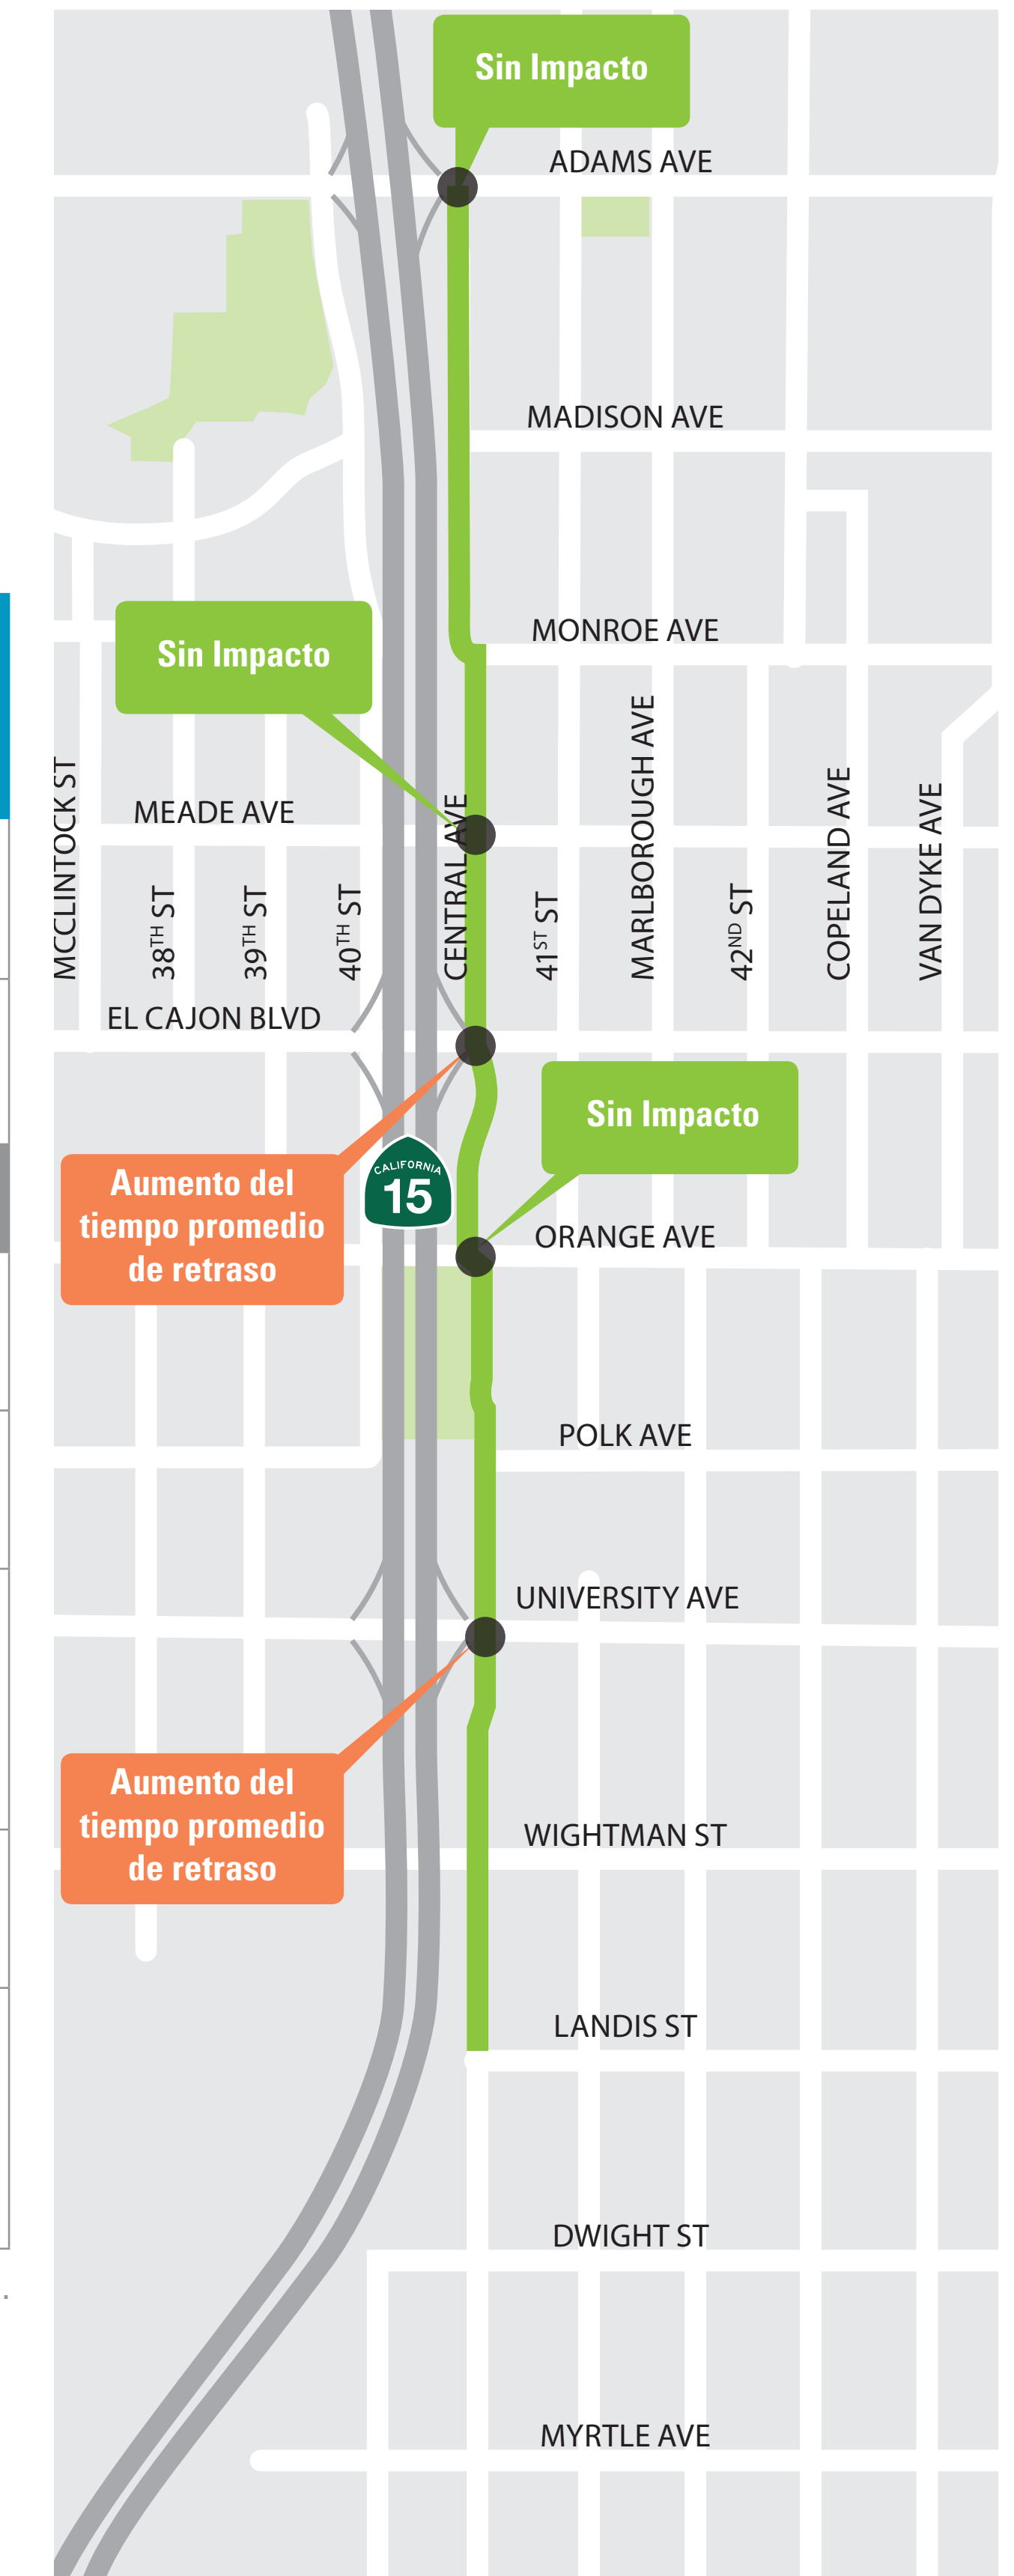 Sin Impacto
ADAMS AVE
MADISON AVE
MONROE AVE
Sin Impacto
MEADE AVE
MCCLINTOCK ST
38TH ST
39TH ST
40TH ST
CENTRAL AVE
41ST ST
MARLBOROUGH AVE
42ND ST
COPELAND AVE
VAN DYKE AVE
EL CAJON BLVD
Sin Impacto
Aumento del
tiempo promedio
de retraso
CALIFORNIA
15
ORANGE AVE
POLK AVE
UNIVERSITY AVE
Aumento del
tiempo promedio
de retraso
WIGHTMAN ST
LANDIS ST
DWIGHT ST
.
MYRTLE AVE